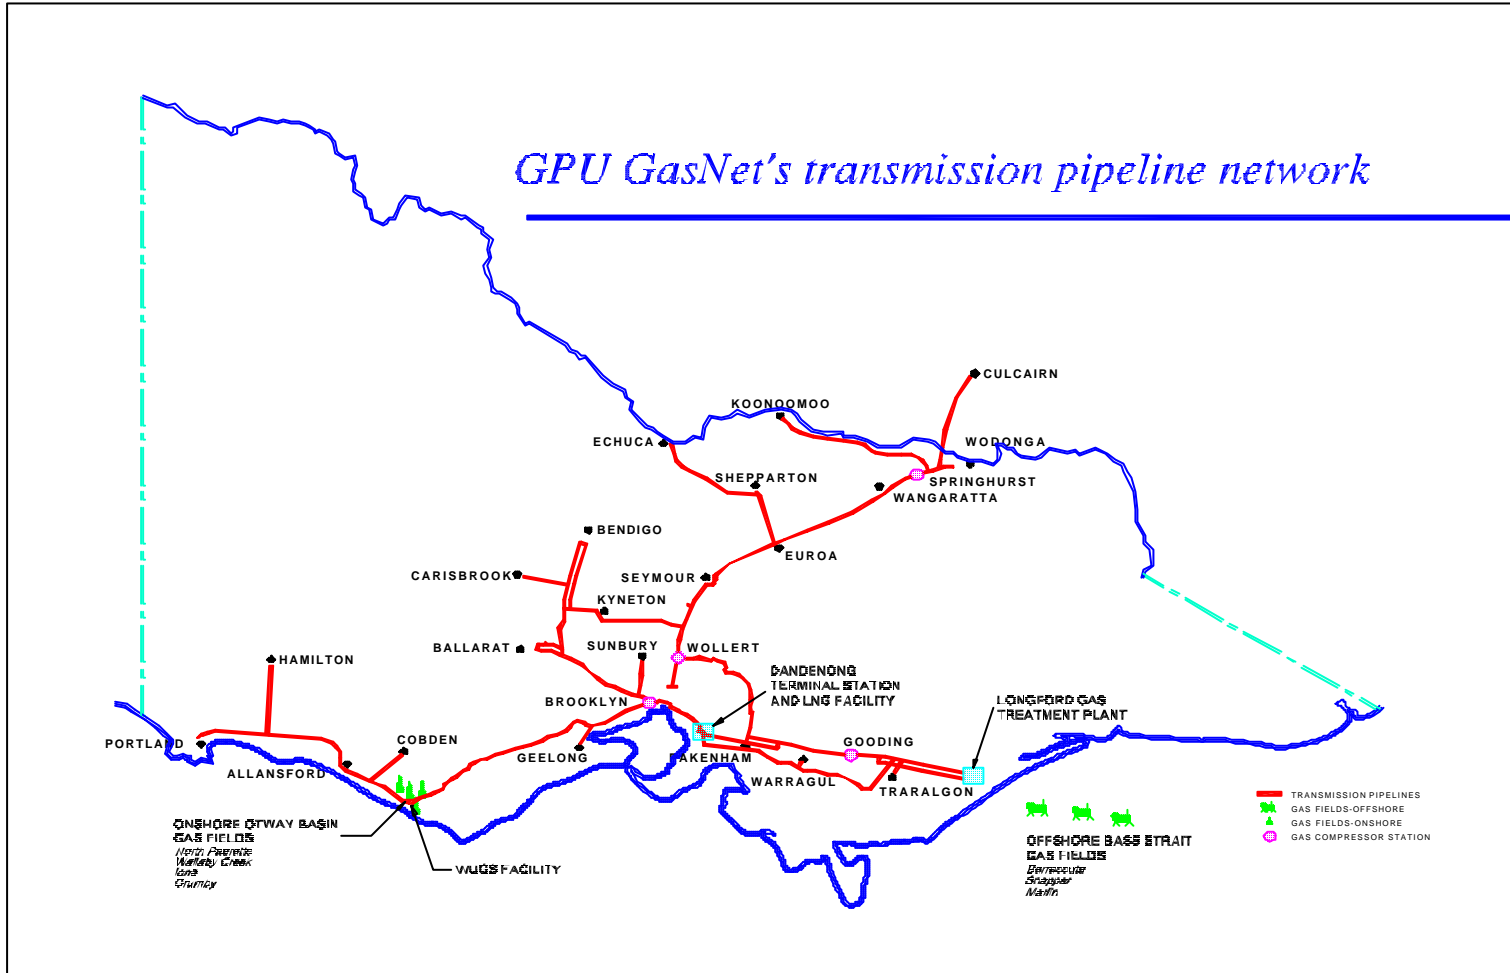 GPU GasNet's transmission pipeline network
CULCAIRN
KOONOOMOO
ECHUCA
WODONGA
SHEPPARTON
SPRINGHURST
WANGARATTA
BENDIGO
EUROA
CARISBROOK
SEYMOUR
KYNETON
BALLARAT
SUNBURY
WOLLERT
HAMILTON
DANDENONG
TERMINAL STATION
AND LNG FACILITY
BROOKLYN
LONGFORD GAS
TREATMENT PLANT
PORTLAND
COBDEN
GEELONG
GOODING
AKENHAM
ALLANSFORD
WARRAGUL
TRARALGON
TRANSMISSION PIPELINES
GAS FIELDS-OFFSHORE
GAS FIELDS-ONSHORE
GAS COMPRESSOR STATION
ONSHORE OTWAY BASIN
GAS FIELDS
North Paaratte
Wallaby Creek
Iona
Grumby
WUGS FACILITY
OFFSHORE BASS STRAIT
GAS FIELDS
Barracouta
Snapper
Marlin